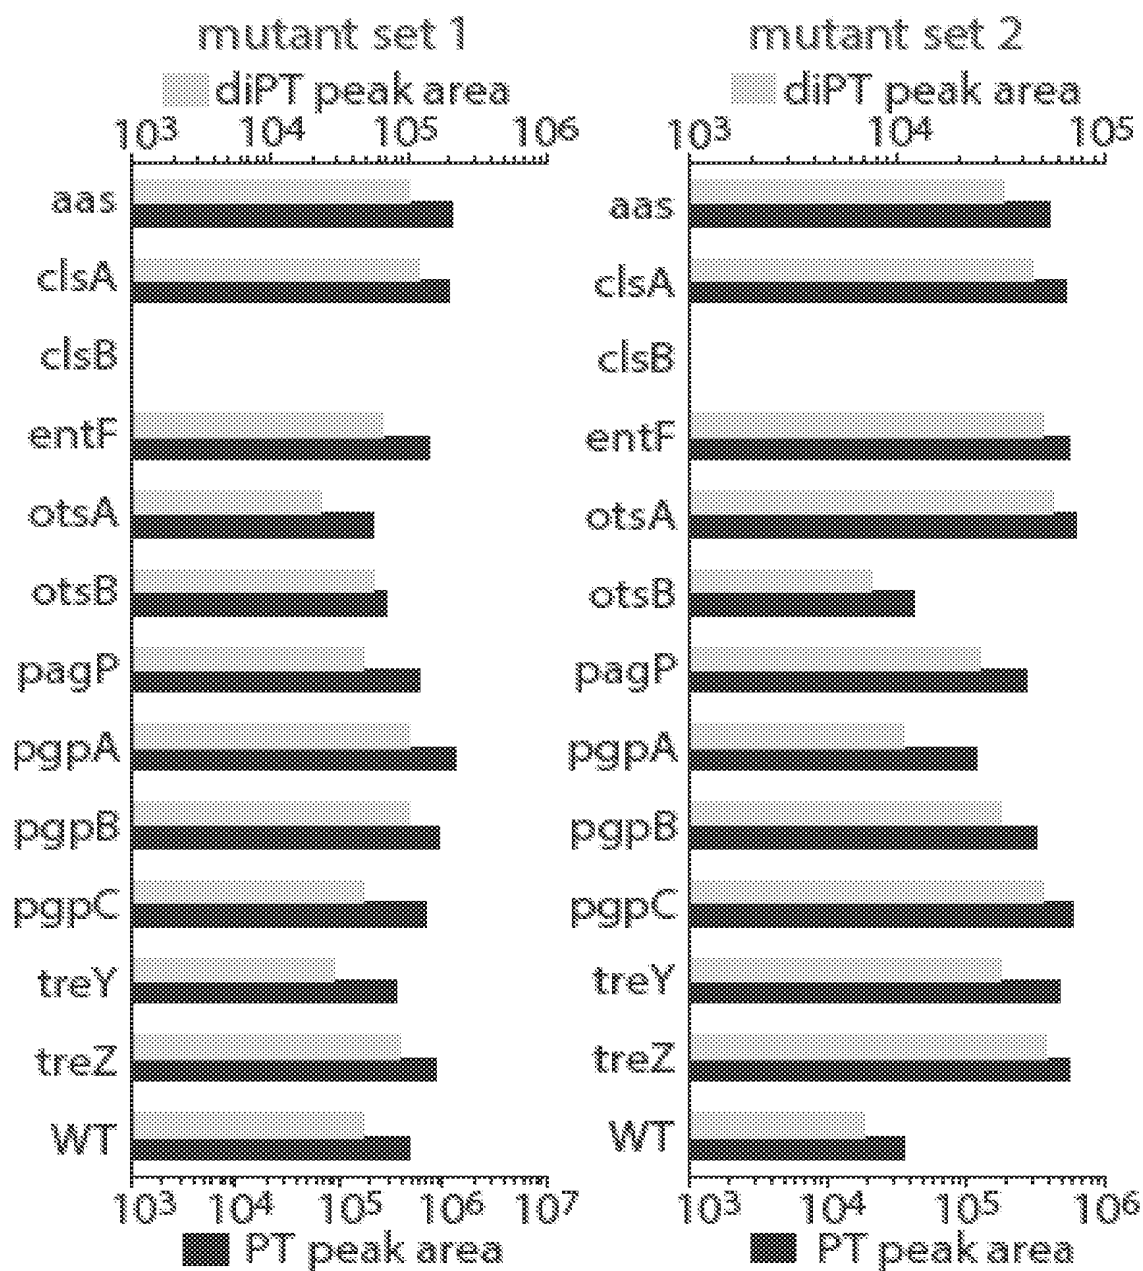 mutant set 1
diPT peak area
10³ 10⁴ 10⁵ 10⁶
aas
clsA
clsB
entF
otsA
otsB
pagP
pgpA
pgpB
pgpC
treY
treZ
WT
10³ 10⁴ 10⁵ 10⁶ 10⁷
PT peak area
mutant set 2
diPT peak area
10³ 10⁴ 10⁵
aas
clsA
clsB
entF
otsA
otsB
pagP
pgpA
pgpB
pgpC
treY
treZ
WT
10³ 10⁴ 10⁵ 10⁶
PT peak area